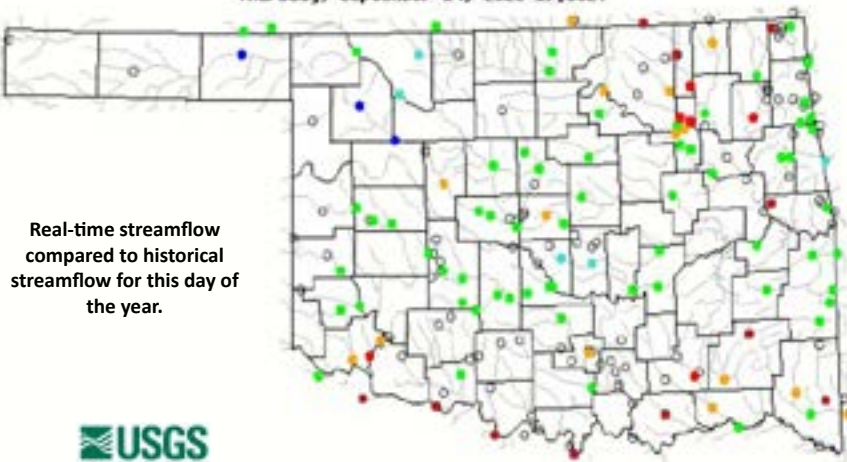 Real-time streamflow
compared to historical
streamflow for this day of
the year.
USGS